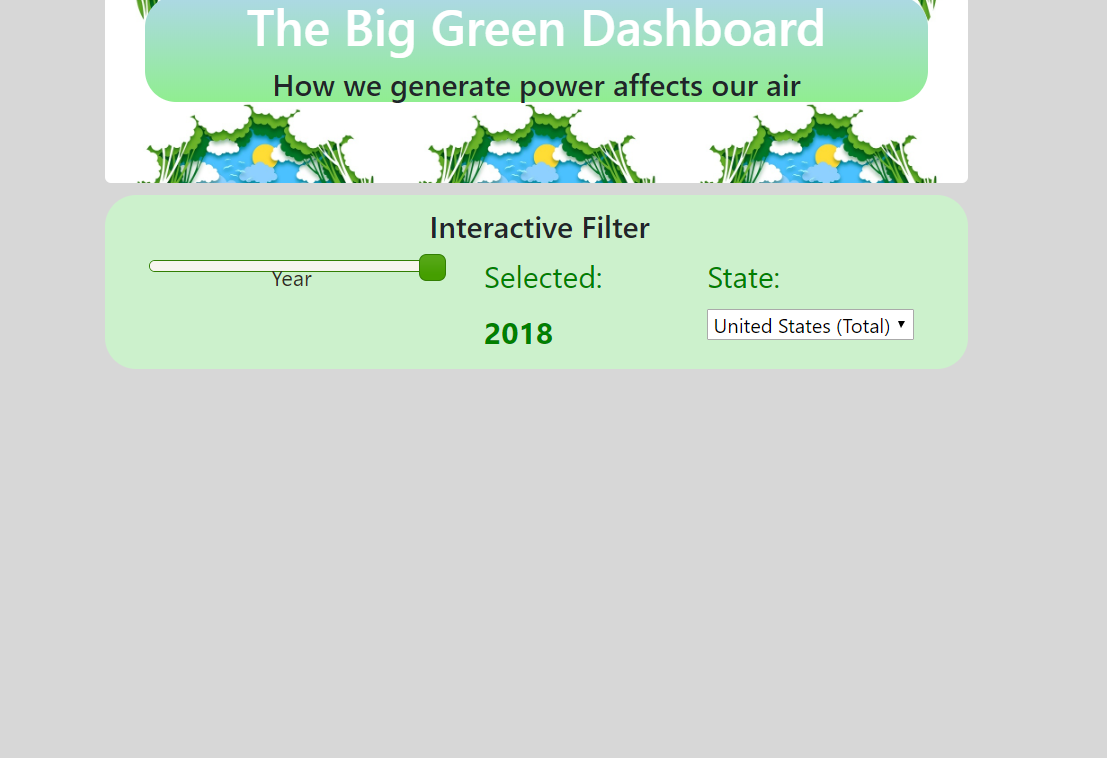 The Big Green Dashboard
How we generate power affects our air
Interactive Filter
Year
Selected:
2018
State:
United States (Total)